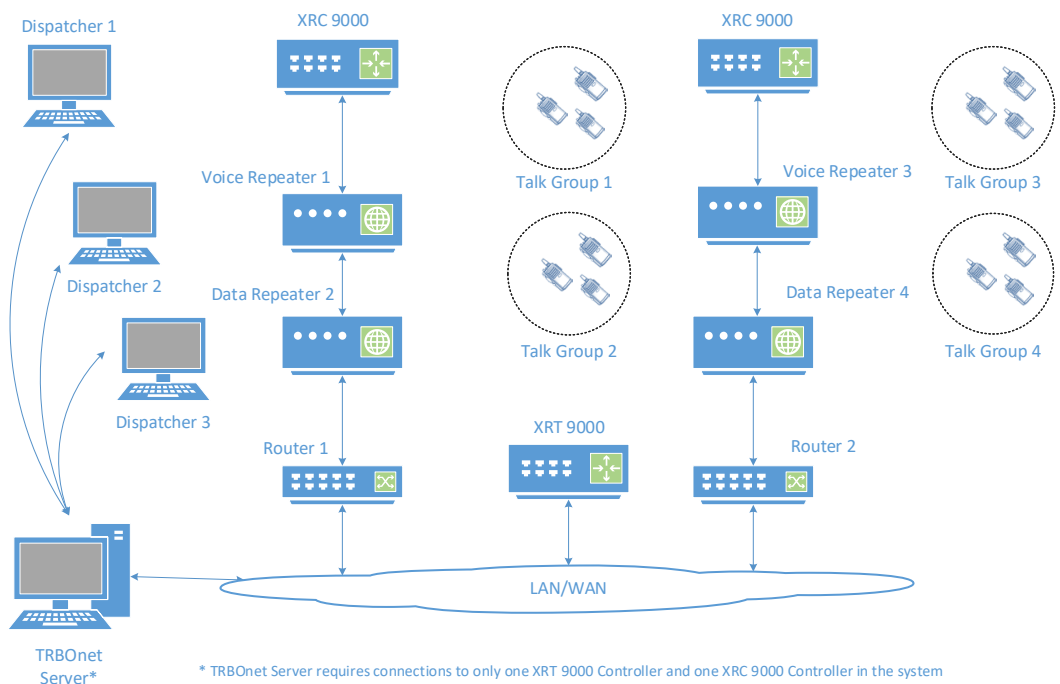 Dispatcher 1
XRC 9000
XRC 9000
Talk Group 1
Talk Group 3
Voice Repeater 1
Voice Repeater 3
Dispatcher 2
Data Repeater 2
Data Repeater 4
Talk Group 2
Talk Group 4
Dispatcher 3
Router 1
XRT 9000
Router 2
LAN/WAN
TRBOnet
Server*
* TRBOnet Server requires connections to only one XRT 9000 Controller and one XRC 9000 Controller in the system